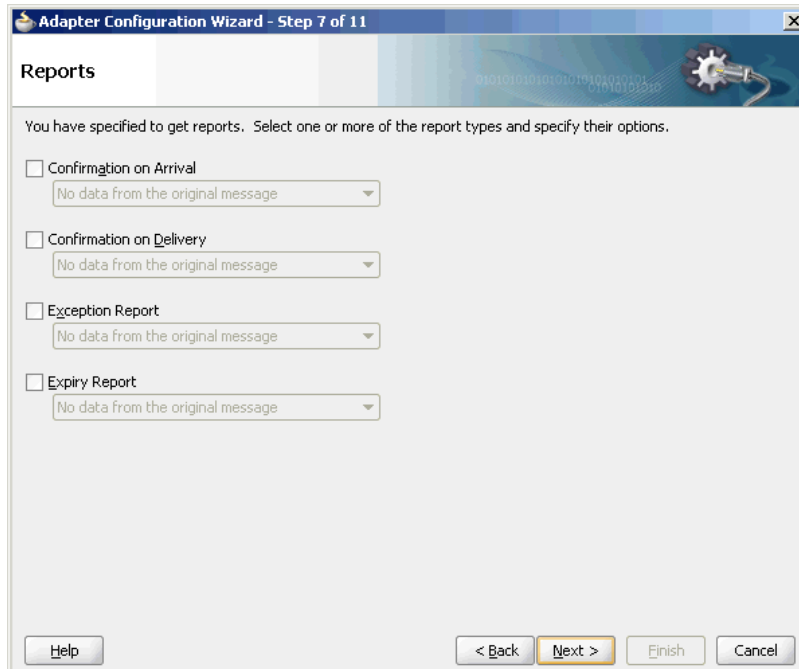 Adapter Configuration Wizard - Step 7 of 11
Reports
You have specified to get reports. Select one or more of the report types and specify their options.
Confirmation on Arrival
No data from the original message
Confirmation on Delivery
No data from the original message
Exception Report
No data from the original message
Expiry Report
No data from the original message
Help
< Back
Next >
Finish
Cancel